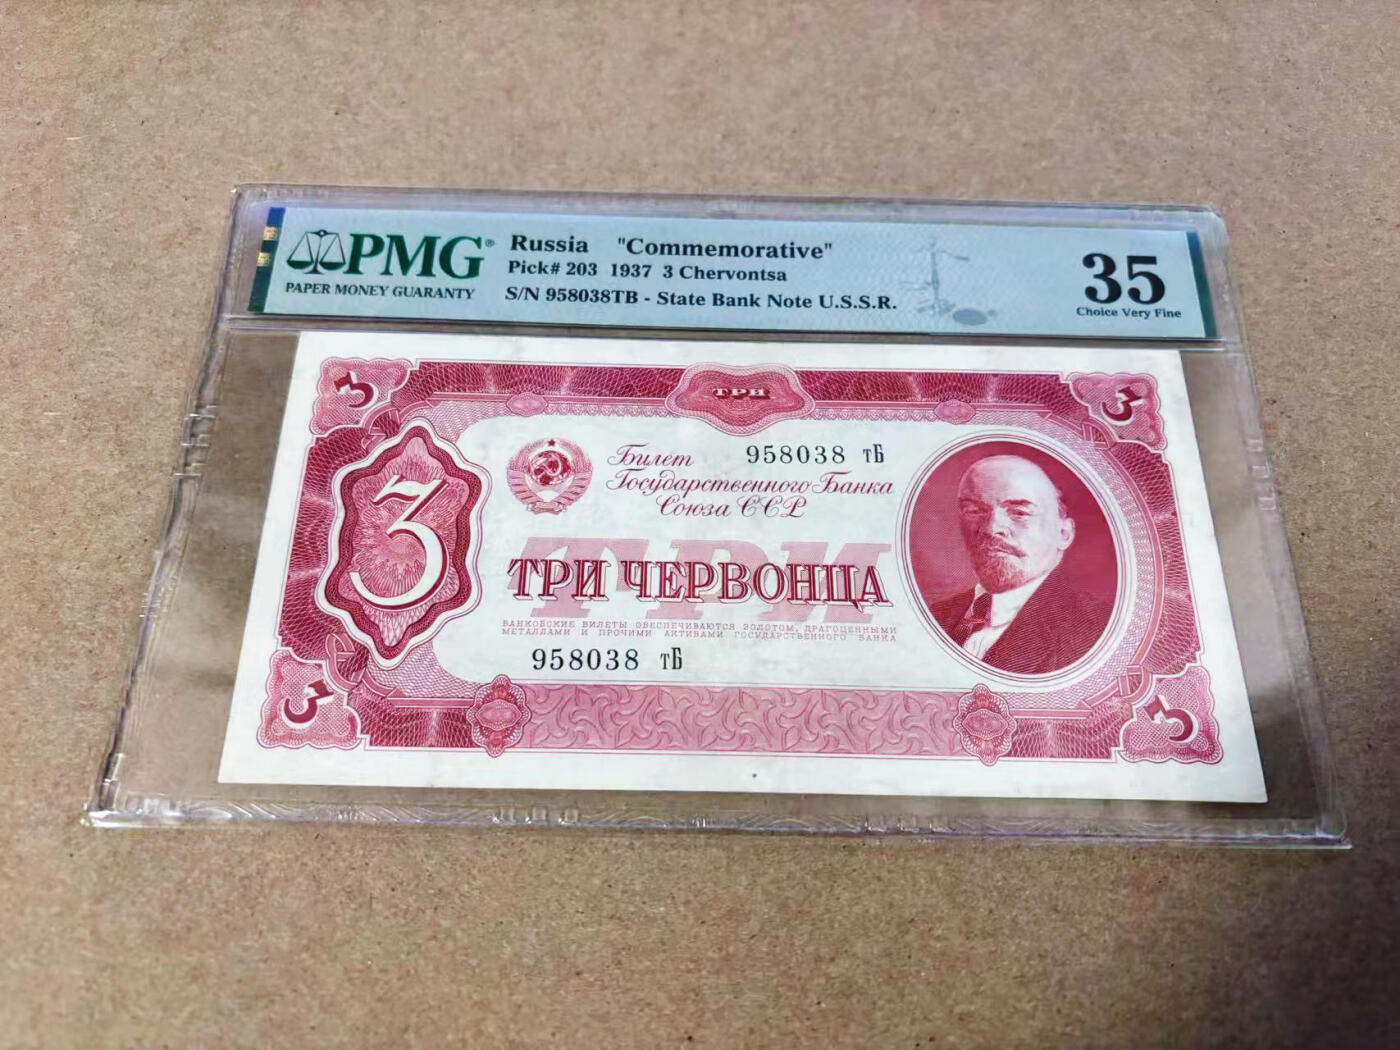 PMG®
PAPER MONEY GUARANTY
Russia "Commemorative"
Pick# 203 1937 3 Chervontsa
S/N 958038TB - State Bank Note U.S.S.R.
35
Choice Very Fine
3
ТРИ
3
3
Билет 958038 тБ
Государственного Банка
Союза ССР
ТРИ
ТРИ ЧЕРВОНЦА
БАНКОВСКИЕ БИЛЕТЫ ОБЕСПЕЧИВАЮТСЯ ЗОЛОТОМ, ДРАГОЦЕННЫМИ
МЕТАЛЛАМИ И ПРОЧИМИ АКТИВАМИ ГОСУДАРСТВЕННОГО БАНКА
958038 тБ
3
3